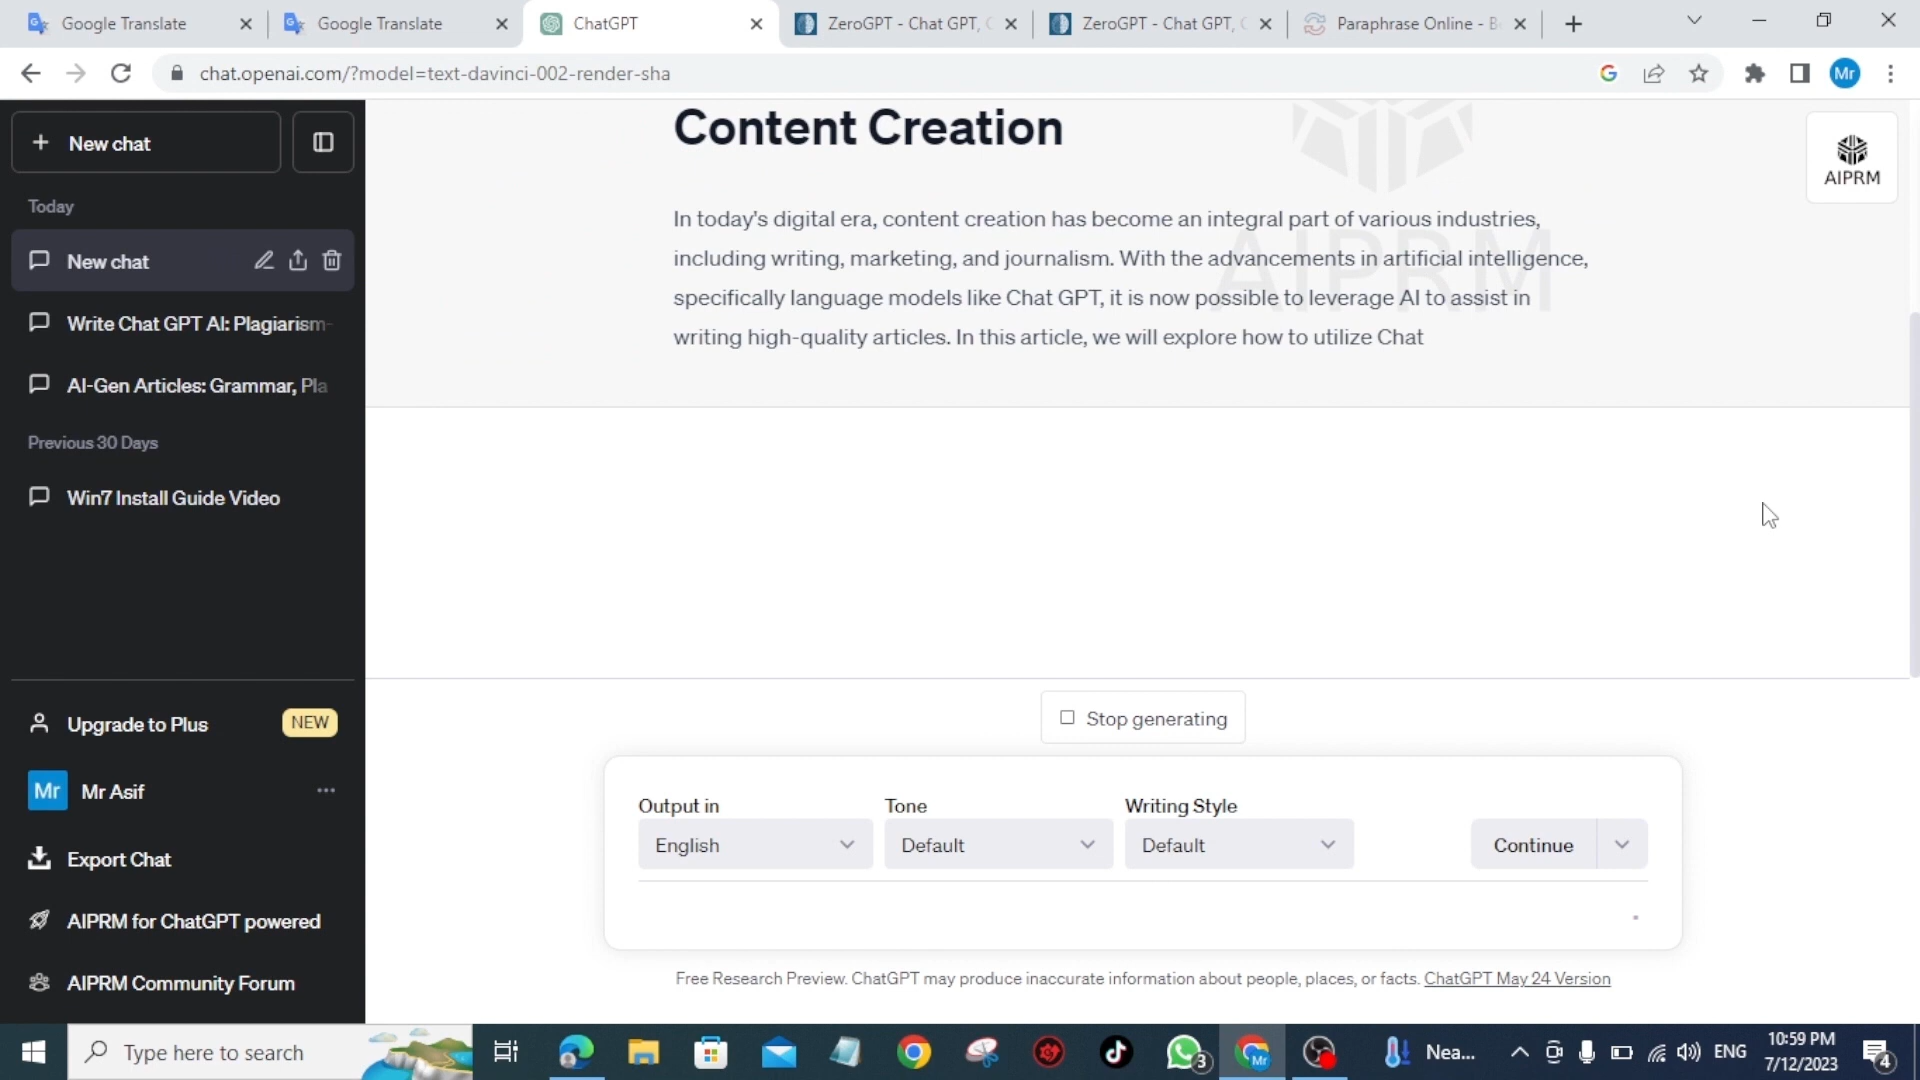 Google Translate
Google Translate
ChatGPT
ZeroGPT - Chat GPT,
ZeroGPT - Chat GPT,
Paraphrase Online -
chat.openai.com/?model=text-davinci-002-render-sha
Mr
New chat
Today
New chat
Write Chat GPT AI: Plagiarism-
AI-Gen Articles: Grammar, Pla
Previous 30 Days
Win7 Install Guide Video
Upgrade to Plus
NEW
Mr
Mr Asif
Export Chat
AIPRM for ChatGPT powered
AIPRM Community Forum
Content Creation
AIPRM
AIPRM
In today's digital era, content creation has become an integral part of various industries,
including writing, marketing, and journalism. With the advancements in artificial intelligence,
specifically language models like Chat GPT, it is now possible to leverage AI to assist in
writing high-quality articles. In this article, we will explore how to utilize Chat
Stop generating
Output in
Tone
Writing Style
English
Default
Default
Continue
Free Research Preview. ChatGPT may produce inaccurate information about people, places, or facts. ChatGPT May 24 Version
Type here to search
3
Mr
Nea...
ENG
10:59 PM
7/12/2023
4